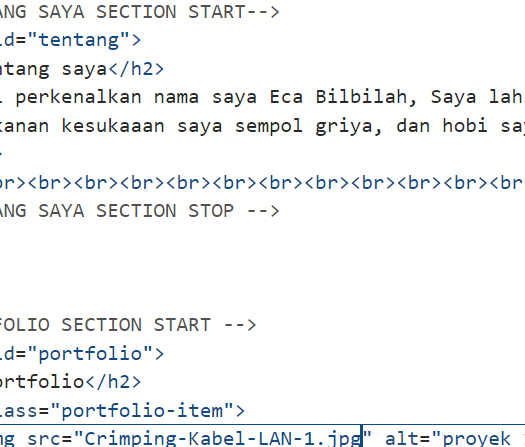 ANG SAYA SECTION START-->
id="tentang">
ntang saya</h2>
perkenalkan nama saya Eca Bilbilah, Saya lah
kanan kesukaaan saya sempol griya, dan hobi say
>
br><br><br><br><br><br><br><br><br><br><br><br
ANG SAYA SECTION STOP -->
FOLIO SECTION START -->
id="portfolio">
ortfolio</h2>
lass="portfolio-item">
ng src="Crimping-Kabel-LAN-1.jpg" alt="proyek